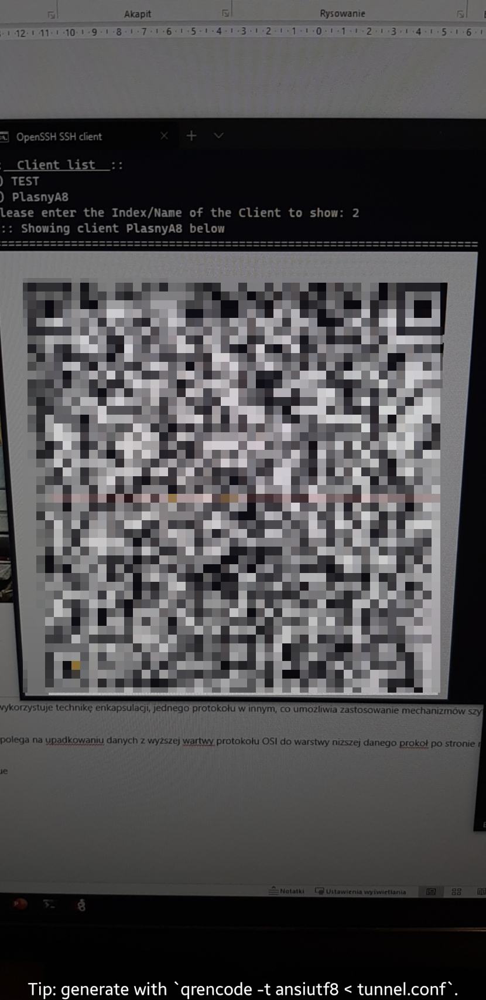 Akapit
Rysowanie
12 11 10 9 8 7 6 5 4 3 2 1 0 1 2 3 4 5 6
OpenSSH SSH client
: Client list ::
) TEST
) PlasnyA8
lease enter the Index/Name of the Client to show: 2
:: Showing client PlasnyA8 below
wykorzystuje technikę enkapsulacji, jednego protokołu w innym, co umożliwia zastosowanie mechanizmów szy
polega na upadkowaniu danych z wyższej wartwy protokołu OSI do warstwy niższej danego prokoł po stronie
ue
Notatki
Ustawienia wyświetlania
Tip: generate with `qrencode -t ansiutf8 < tunnel.conf`.